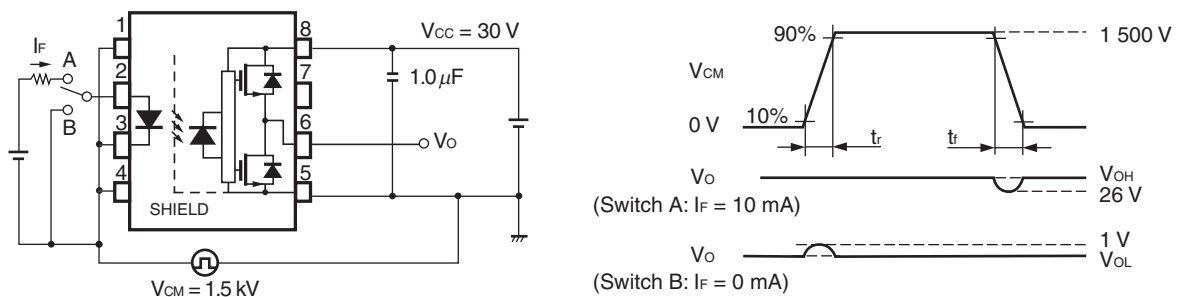 1
8
VCC = 30 V
IF
A
2
7
1.0 μF
B
3
6
VO
4
5
SHIELD
VCM = 1.5 kV
90%
1 500 V
VCM
10%
0 V
tr
tf
VO
VOH
26 V
(Switch A: IF = 10 mA)
1 V
VO
VOL
(Switch B: IF = 0 mA)